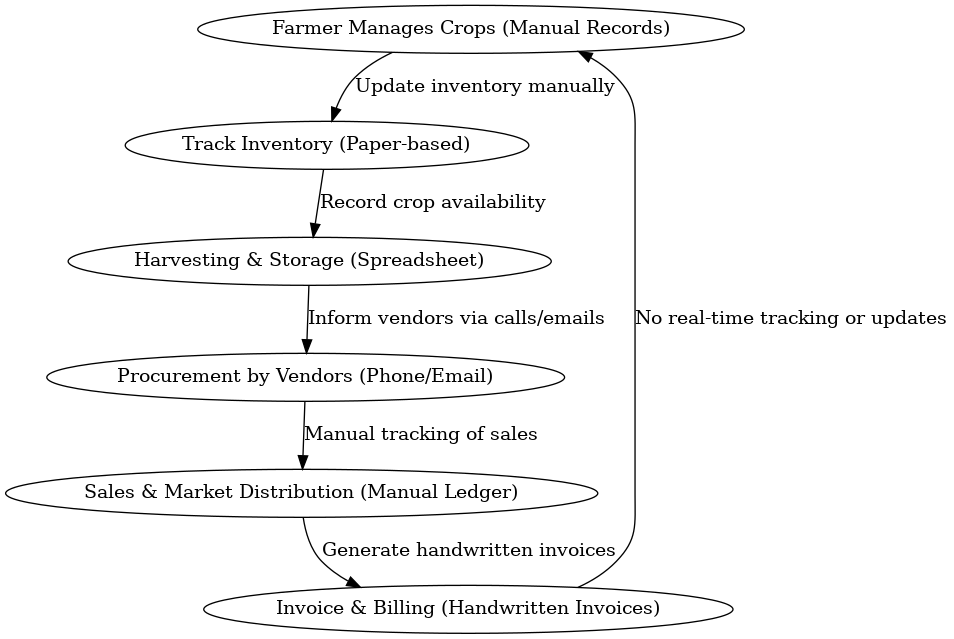 Farmer Manages Crops (Manual Records)
Update inventory manually
Track Inventory (Paper-based)
Record crop availability
Harvesting & Storage (Spreadsheet)
Inform vendors via calls/emails
No real-time tracking or updates
Procurement by Vendors (Phone/Email)
Manual tracking of sales
Sales & Market Distribution (Manual Ledger)
Generate handwritten invoices
Invoice & Billing (Handwritten Invoices)